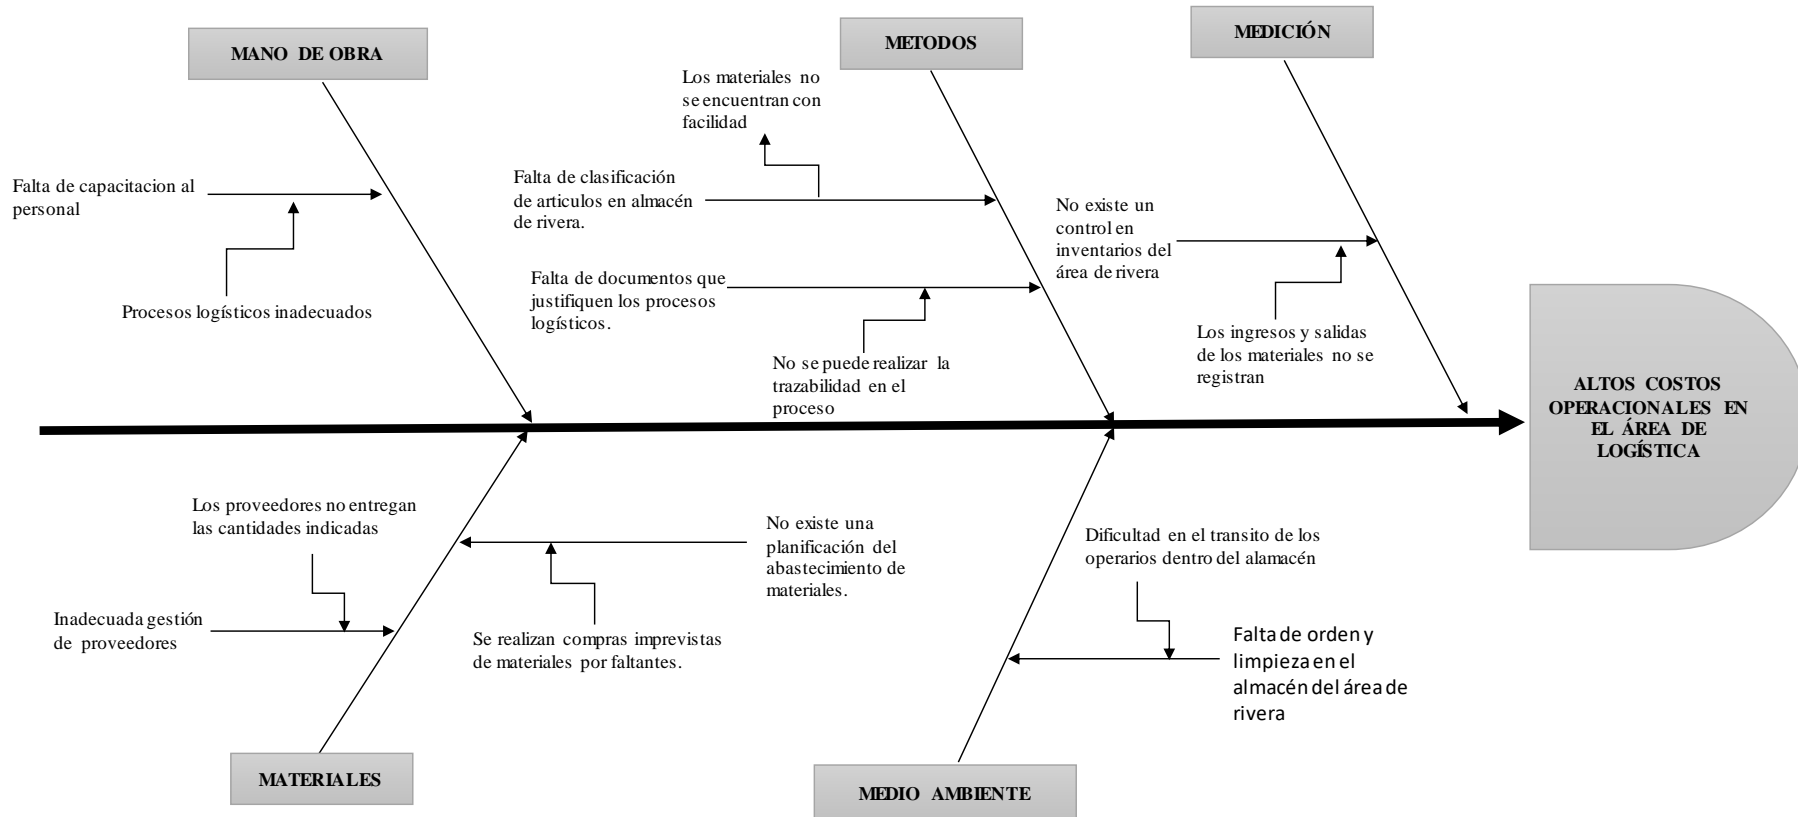 MANO DE OBRA
METODOS
MEDICIÓN
Los materiales no
se encuentran con
facilidad
Falta de capacitacion al
personal
Procesos logísticos inadecuados
Falta de clasificación
de articulos en almacén
de rivera.
Falta de documentos que
justifiquen los procesos
logísticos.
No se puede realizar la
trazabilidad en el
proceso
No existe un
control en
inventarios del
área de rivera
Los ingresos y salidas
de los materiales no se
registran
ALTOS COSTOS
OPERACIONALES EN
EL ÁREA DE
LOGÍSTICA
Los proveedores no entregan
las cantidades indicadas
Inadecuada gestión
de proveedores
No existe una
planificación del
abastecimiento de
materiales.
Se realizan compras imprevistas
de materiales por faltantes.
Dificultad en el transito de los
operarios dentro del alamacén
Falta de orden y
limpieza en el
almacén del área de
rivera
MATERIALES
MEDIO AMBIENTE